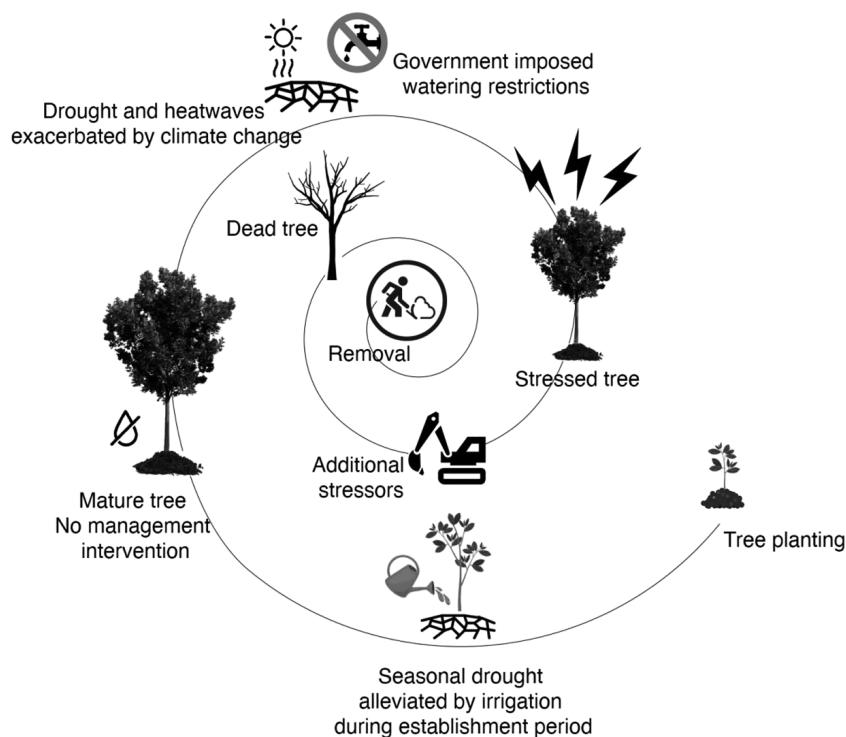 Government imposed
watering restrictions
Drought and heatwaves
exacerbated by climate change
Dead tree
Removal
Stressed tree
Additional
stressors
Mature tree
No management
intervention
Tree planting
Seasonal drought
alleviated by irrigation
during establishment period